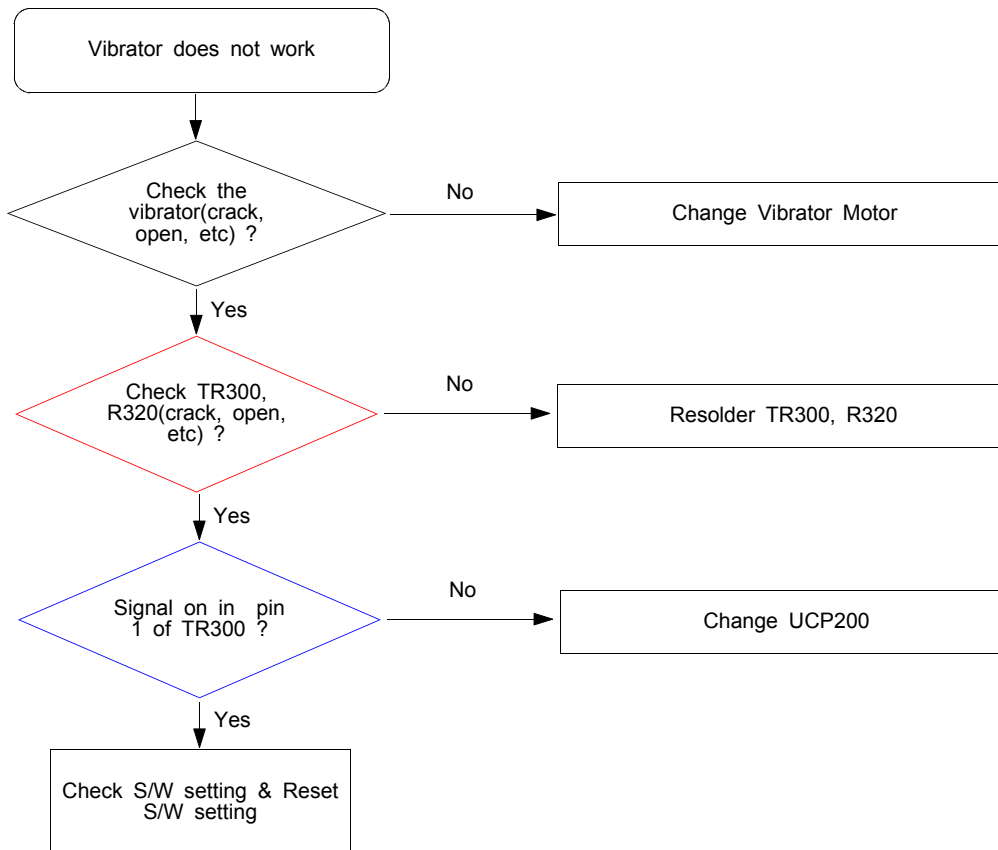 Vibrator does not work
Check the
vibrator(crack,
open, etc) ?
No
Change Vibrator Motor
Yes
Check TR300,
R320(crack, open,
etc) ?
No
Resolder TR300, R320
Yes
Signal on in pin
1 of TR300 ?
No
Change UCP200
Yes
Check S/W setting & Reset
S/W setting